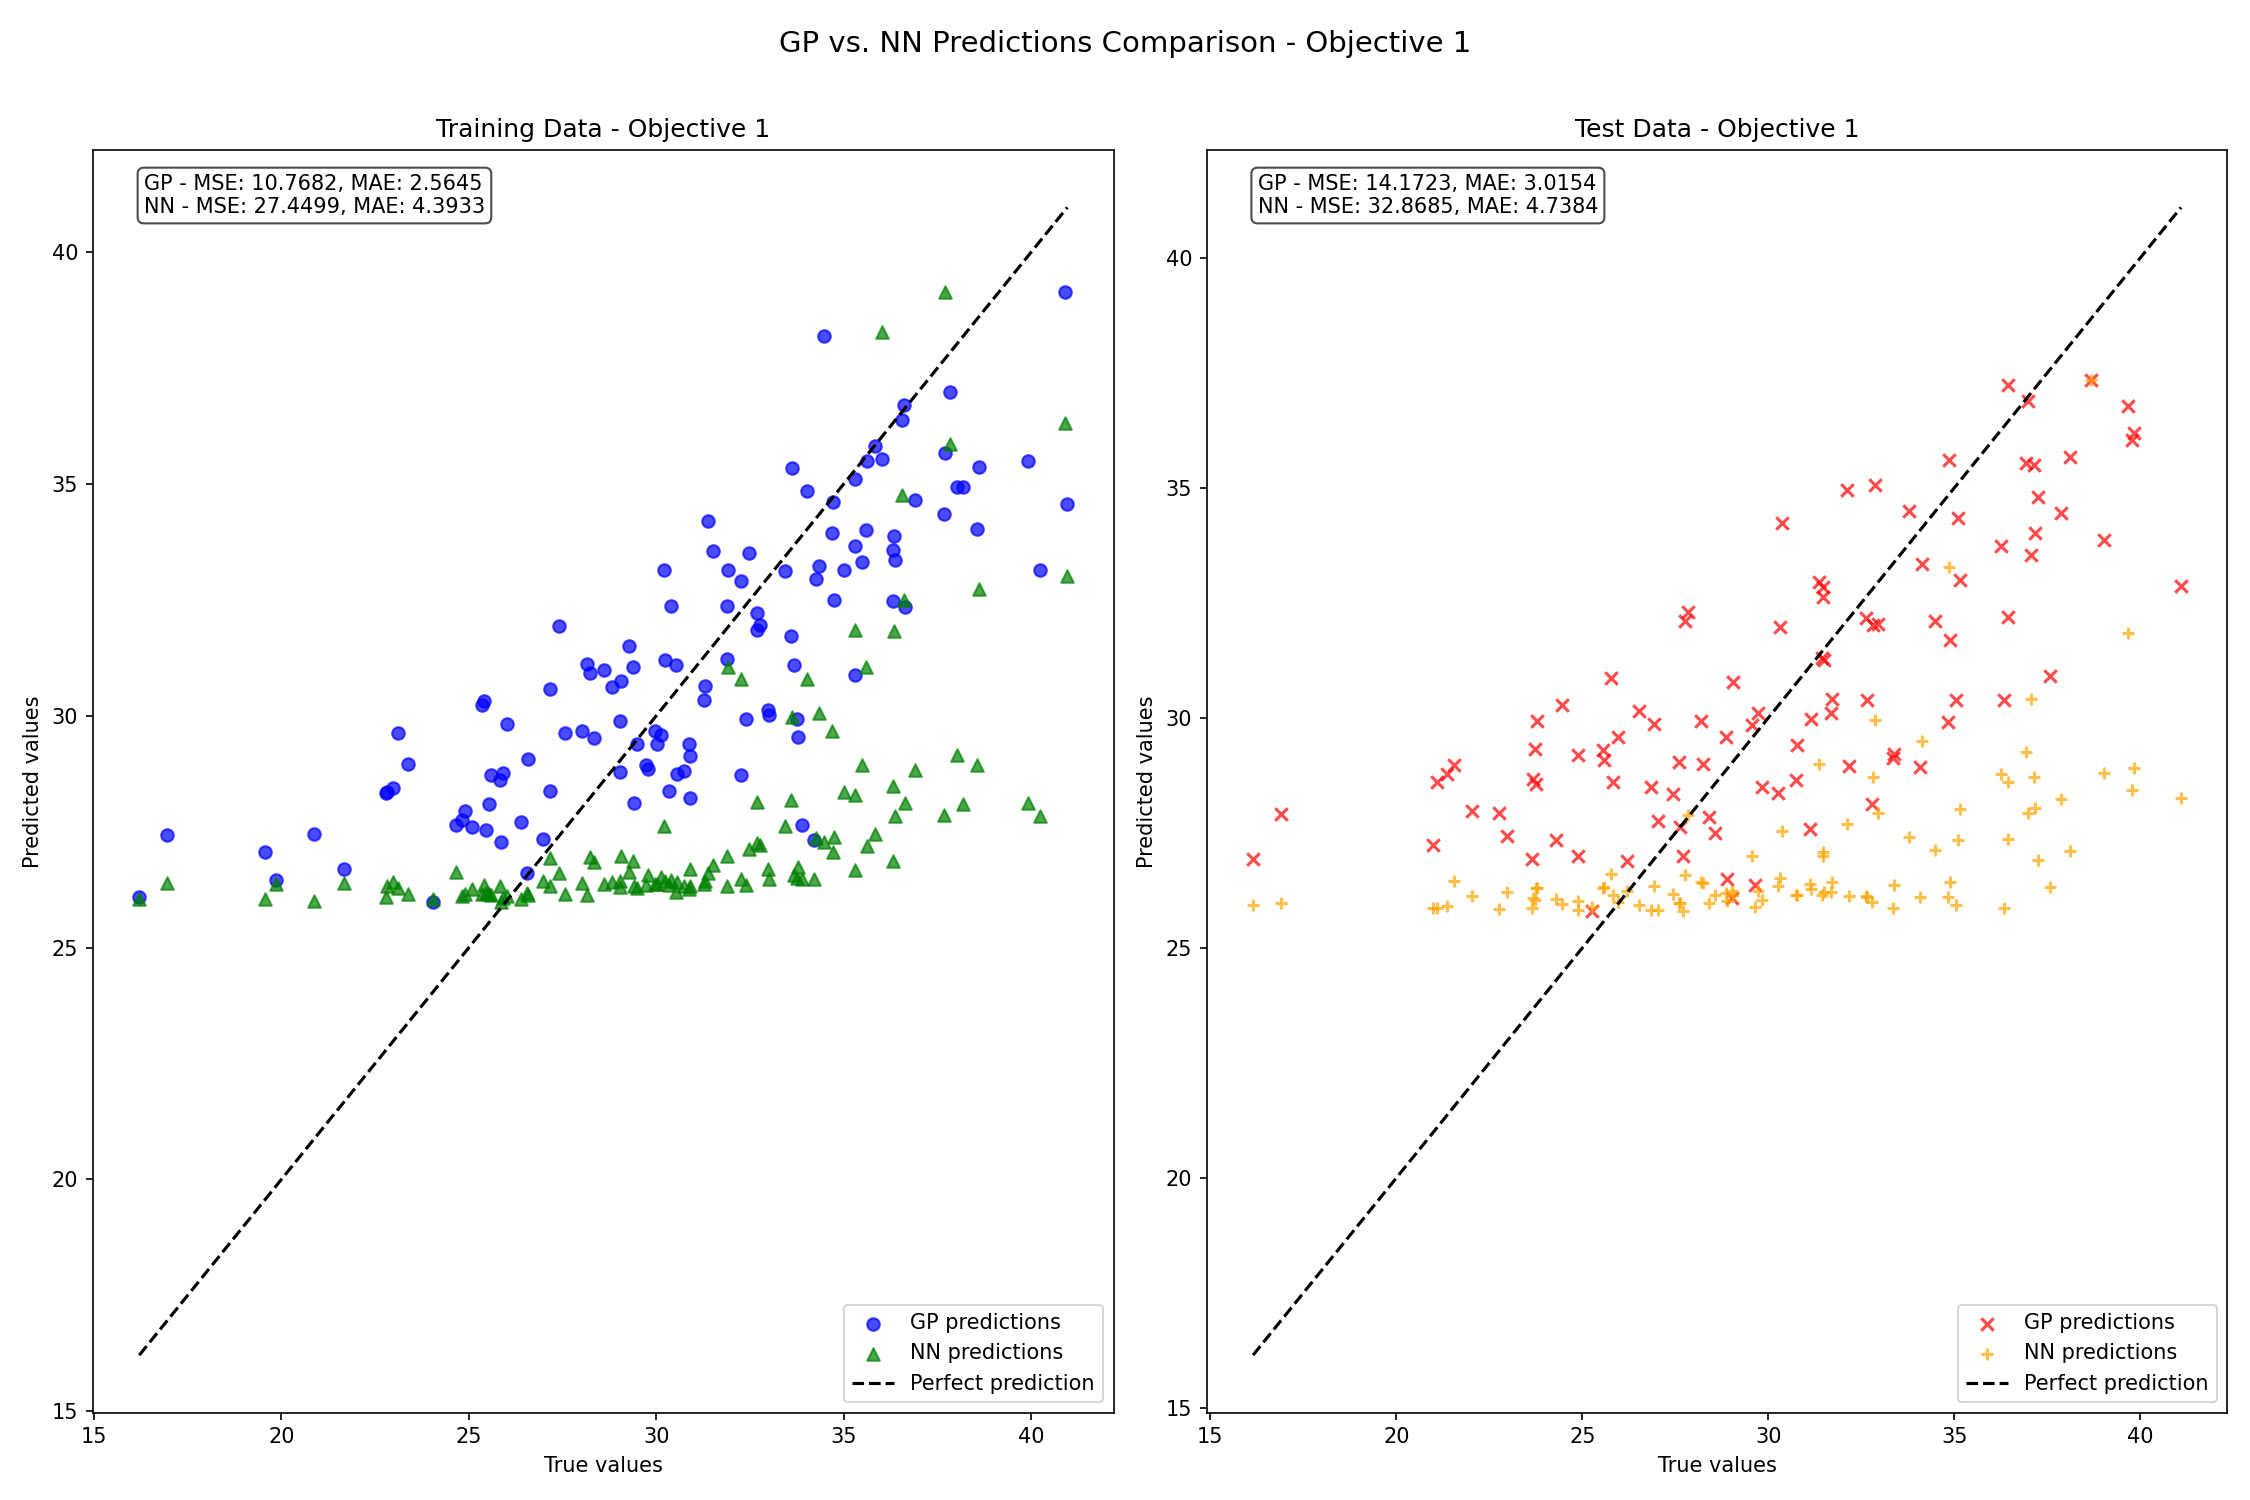 GP vs. NN Predictions Comparison - Objective 1
Training Data - Objective 1
GP - MSE: 10.7682, MAE: 2.5645
NN - MSE: 27.4499, MAE: 4.3933
Predicted values
40
35
30
25
20
15
GP predictions
NN predictions
Perfect prediction
15 20 25 30 35 40
True values
Test Data - Objective 1
GP - MSE: 14.1723, MAE: 3.0154
NN - MSE: 32.8685, MAE: 4.7384
Predicted values
40
35
30
25
20
15
GP predictions
NN predictions
Perfect prediction
15 20 25 30 35 40
True values